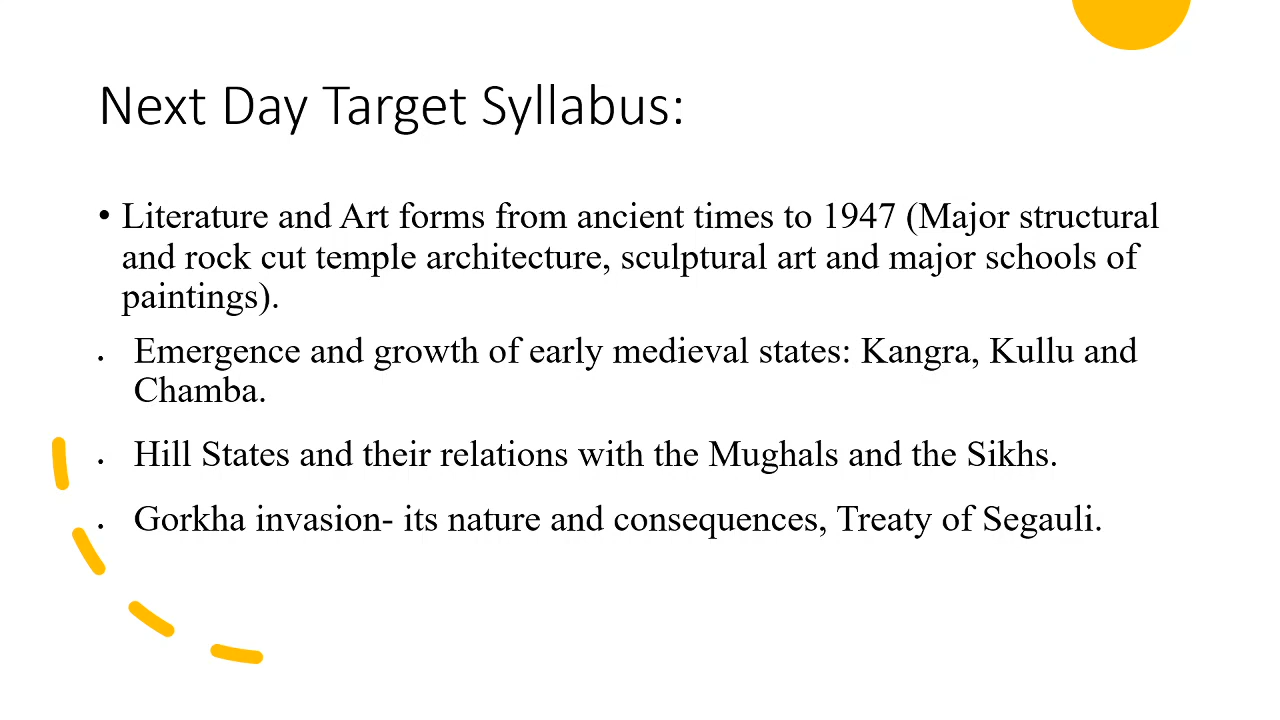 Next Day Target Syllabus:
• Literature and Art forms from ancient times to 1947 (Major structural
and rock cut temple architecture, sculptural art and major schools of
paintings).
• Emergence and growth of early medieval states: Kangra, Kullu and
Chamba.
• Hill States and their relations with the Mughals and the Sikhs.
• Gorkha invasion- its nature and consequences, Treaty of Segauli.